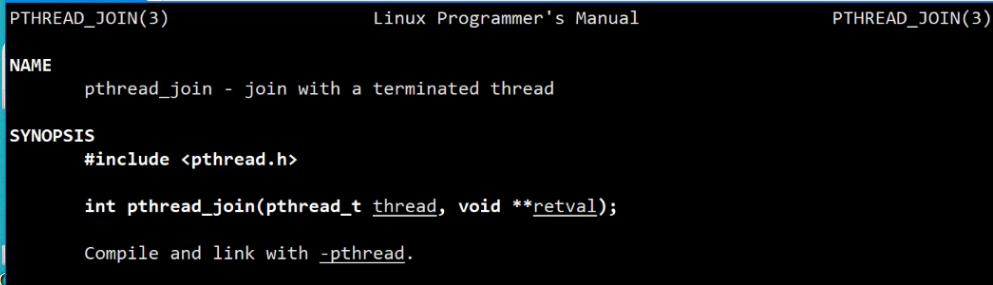 PTHREAD_JOIN(3) Linux Programmer's Manual PTHREAD_JOIN(3)
NAME
pthread_join - join with a terminated thread
SYNOPSIS
#include <pthread.h>
int pthread_join(pthread_t thread, void **retval);
Compile and link with -pthread.